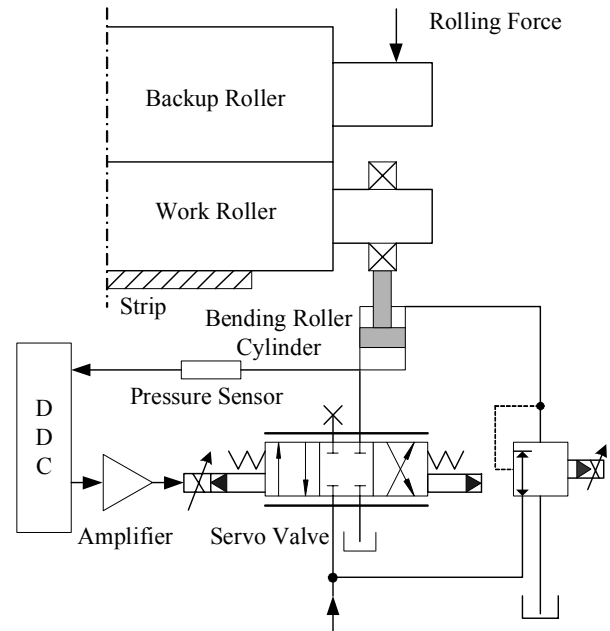 Rolling Force
Backup Roller
Work Roller
Strip
Bending Roller
Cylinder
Pressure Sensor
D
D
C
Amplifier
Servo Valve